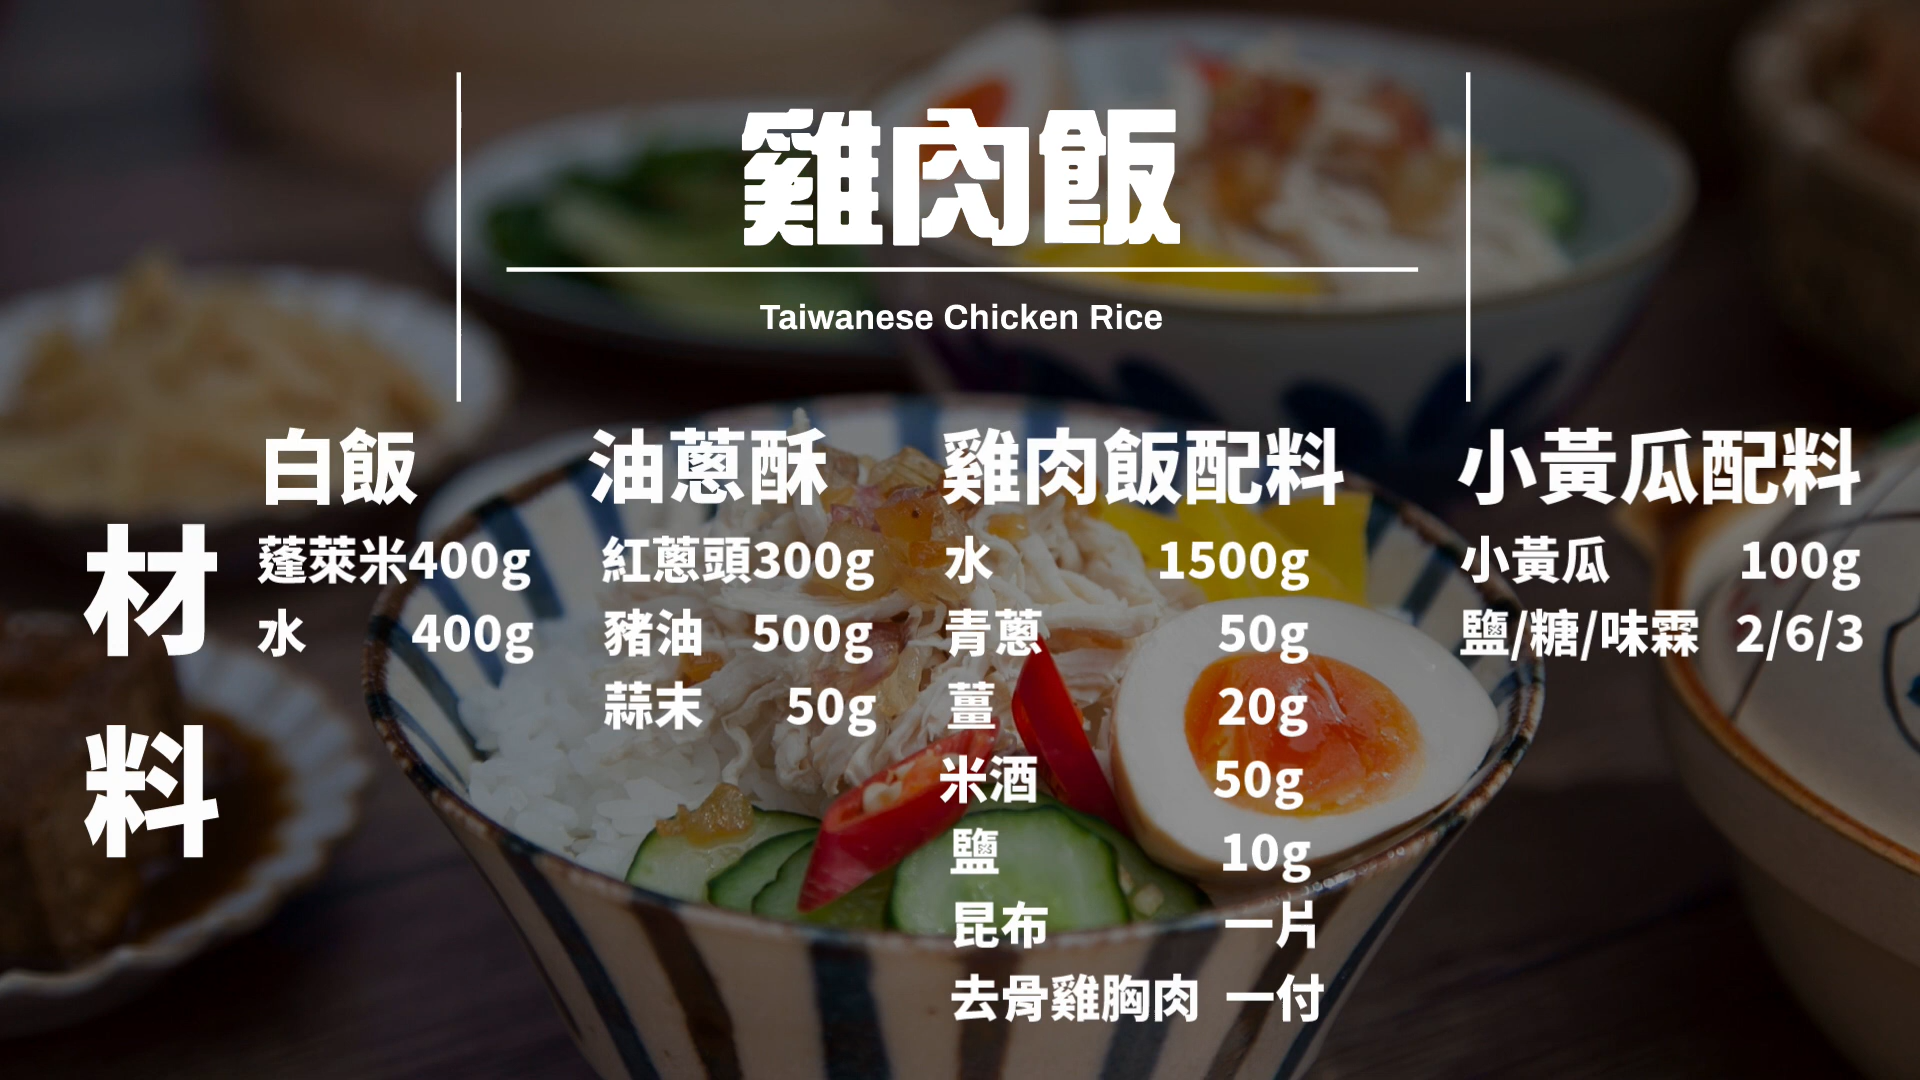 雞肉飯
Taiwanese Chicken Rice
材料
白飯
蓬萊米400g
水 400g
油蔥酥
紅蔥頭300g
豬油 500g
蒜末 50g
雞肉飯配料
水 1500g
青蔥 50g
薑 20g
米酒 50g
鹽 10g
昆布 一片
去骨雞胸肉 一付
小黃瓜配料
小黃瓜 100g
鹽/糖/味霖 2/6/3